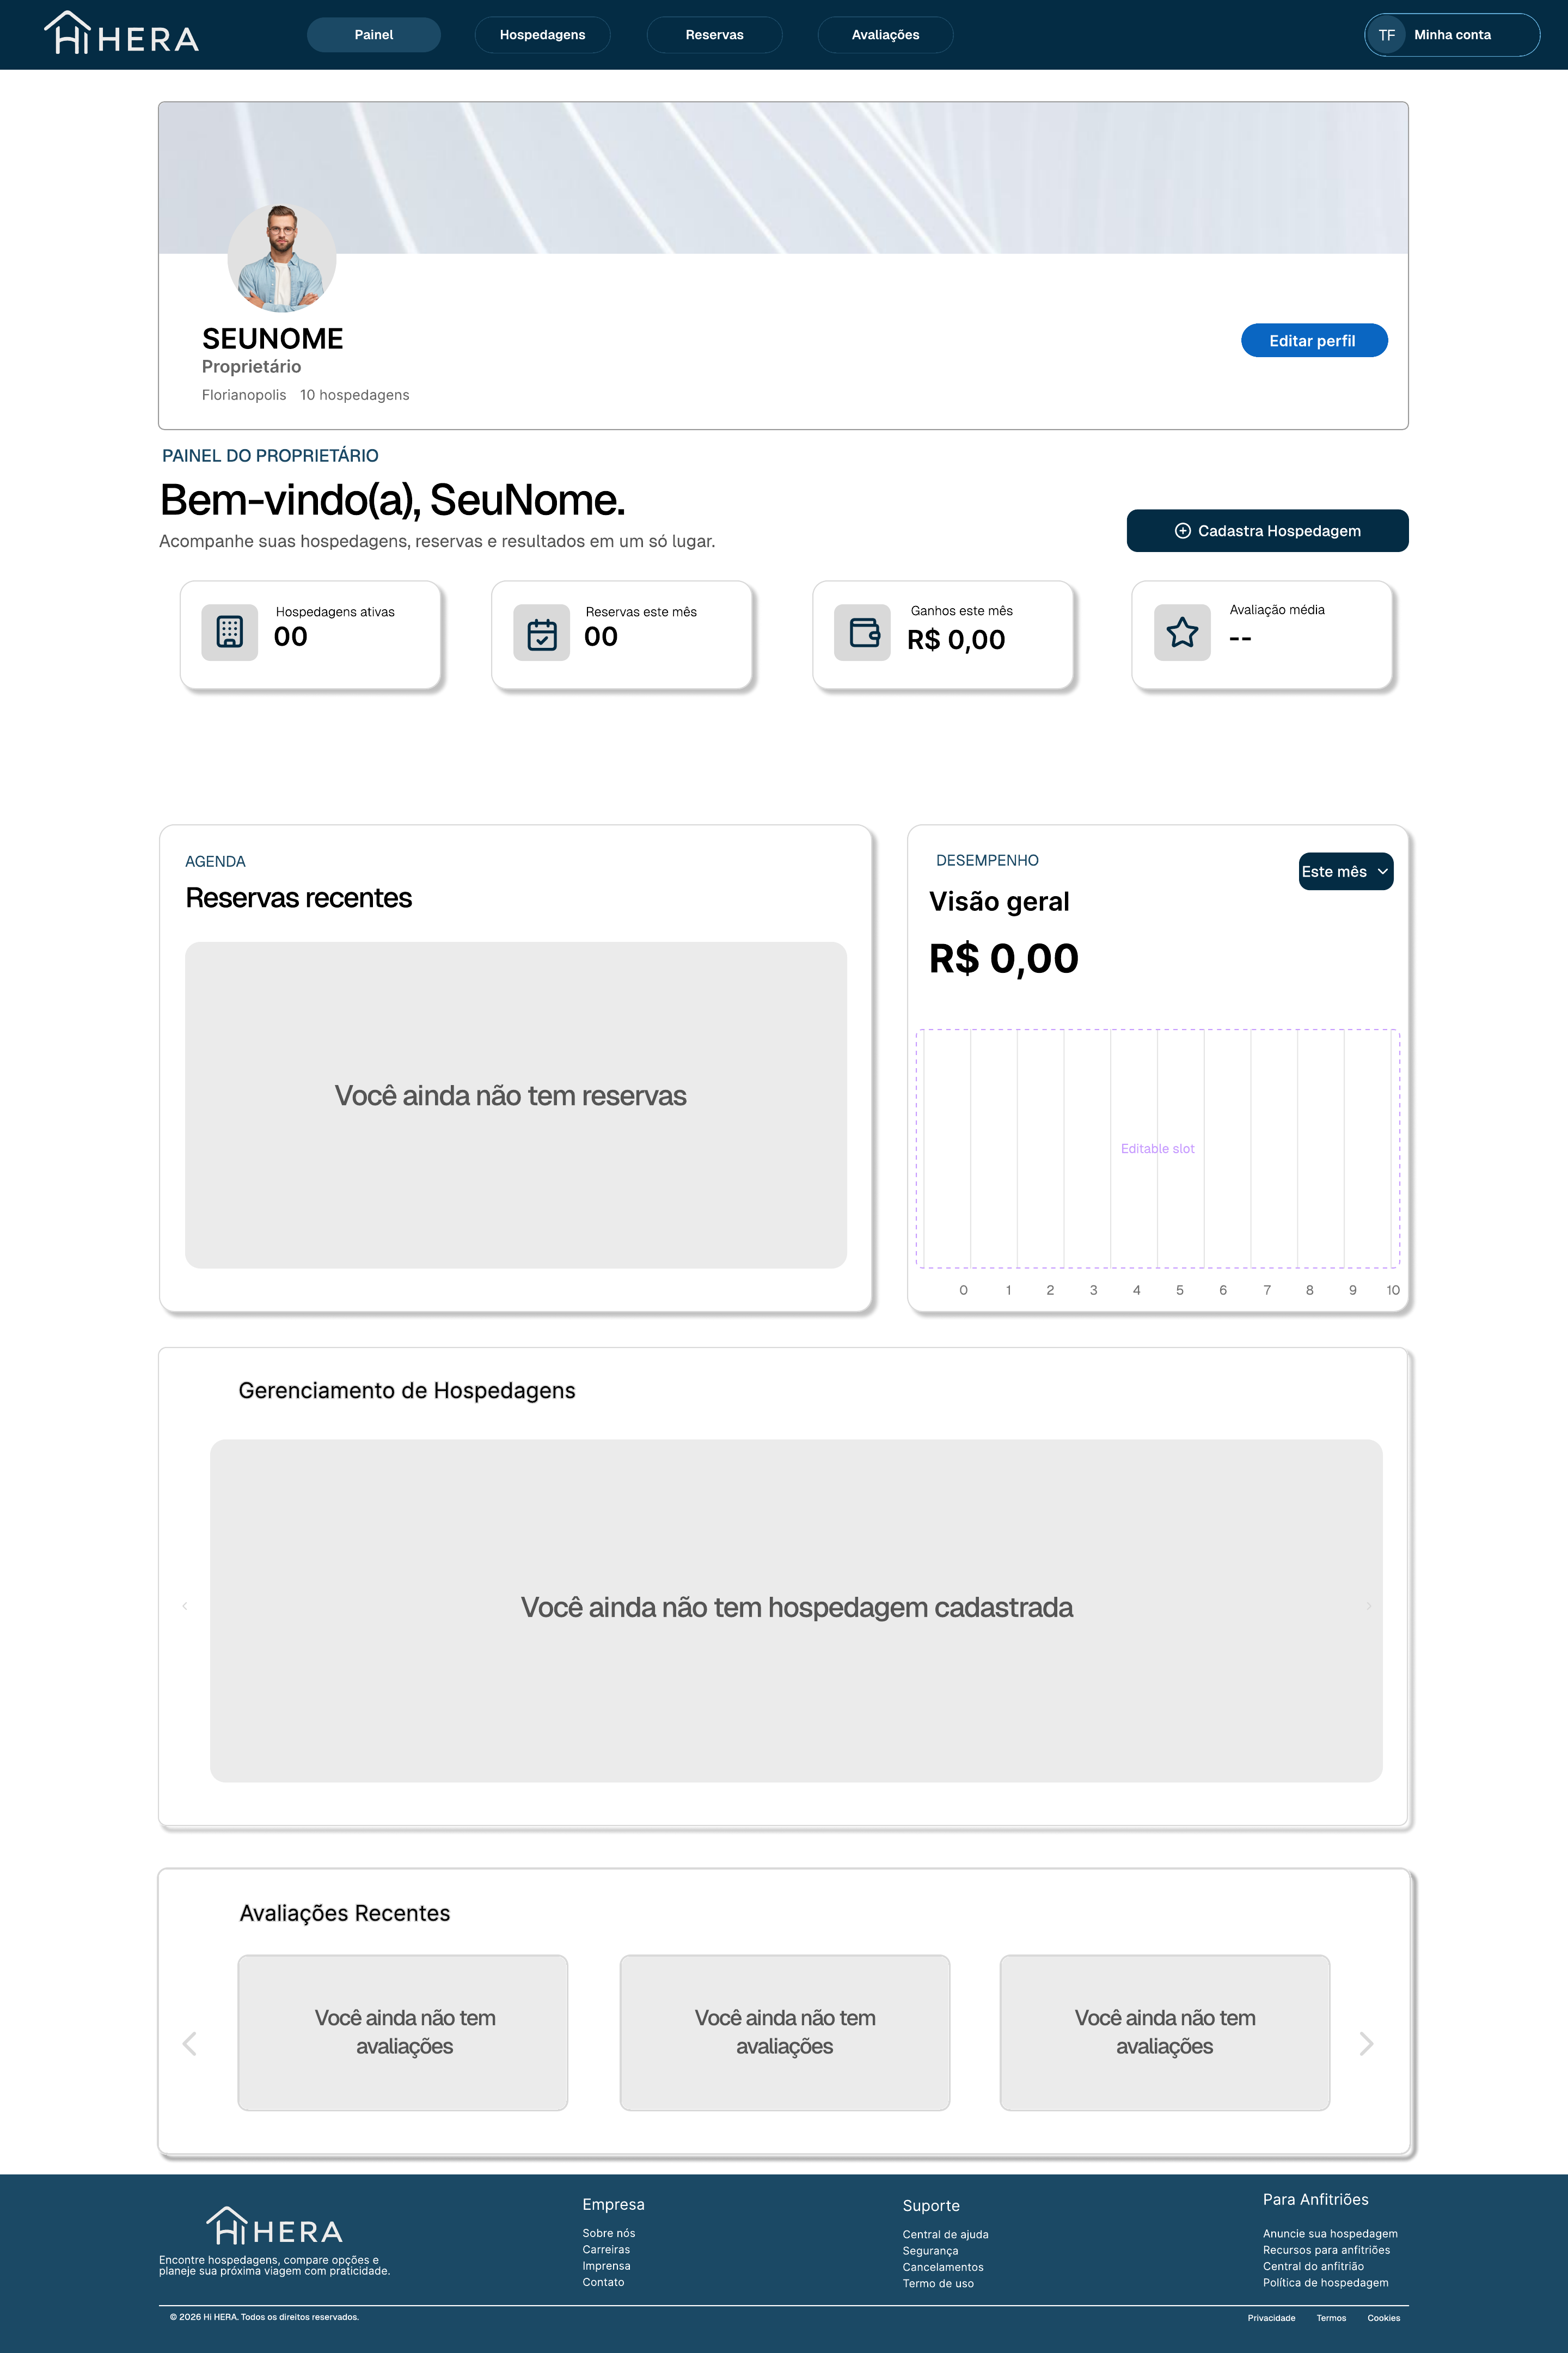 Hi HERA
Painel
Hospedagens
Reservas
Avaliações
TF
Minha conta
SEUNOME
Proprietário
Editar perfil
Florianopolis 10 hospedagens
PAINEL DO PROPRIETÁRIO
Bem-vindo(a), SeuNome.
Acompanhe suas hospedagens, reservas e resultados em um só lugar.
Cadastra Hospedagem
Hospedagens ativas
00
Reservas este mês
00
Ganhos este mês
R$ 0,00
Avaliação média
--
AGENDA
Reservas recentes
Você ainda não tem reservas
DESEMPENHO
Este mês
Visão geral
R$ 0,00
Editable slot
0 1 2 3 4 5 6 7 8 9 10
Gerenciamento de Hospedagens
Você ainda não tem hospedagem cadastrada
Avaliações Recentes
Você ainda não tem
avaliações
Você ainda não tem
avaliações
Você ainda não tem
avaliações
Hi HERA
Encontre hospedagens, compare opções e
planeje sua próxima viagem com praticidade.
Empresa
Sobre nós
Carreiras
Imprensa
Contato
Suporte
Central de ajuda
Segurança
Cancelamentos
Termo de uso
Para Anfitriões
Anuncie sua hospedagem
Recursos para anfitriões
Central do anfitrião
Política de hospedagem
© 2026 Hi HERA. Todos os direitos reservados.
Privacidade
Termos
Cookies